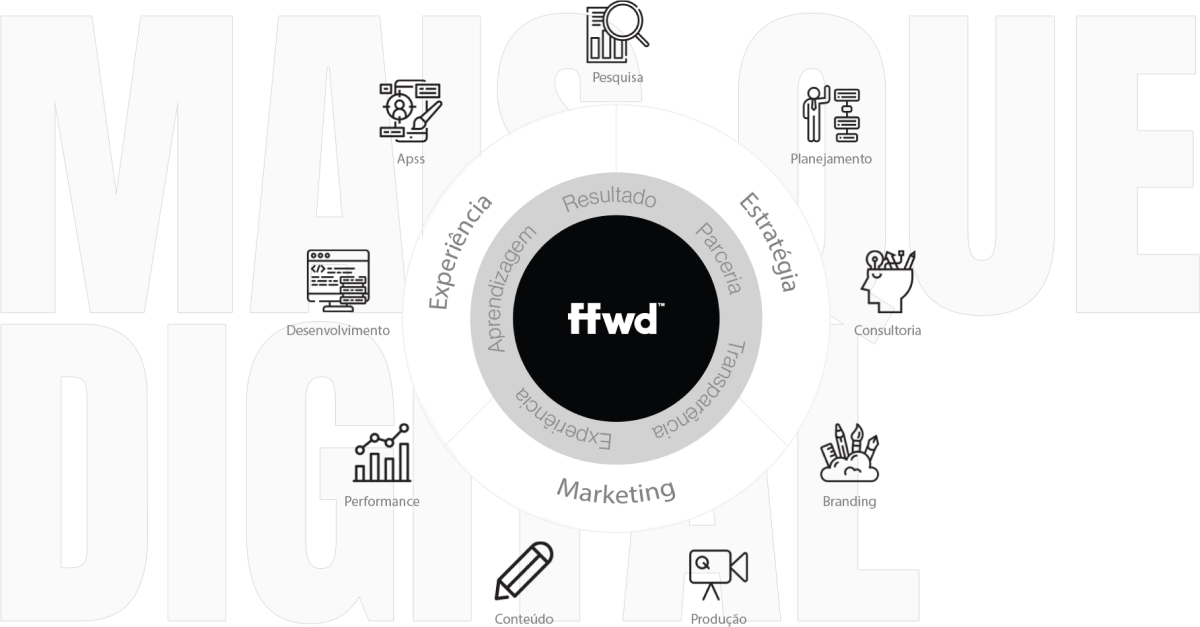 MAIS QUE
DIGITAL
Pesquisa
Apss
Planejamento
Experiência
Estratégia
Resultado
Aprendizagem
Parceria
ffwd™
Desenvolvimento
Consultoria
Transparência
Experiência
Marketing
Performance
Branding
Conteúdo
Produção